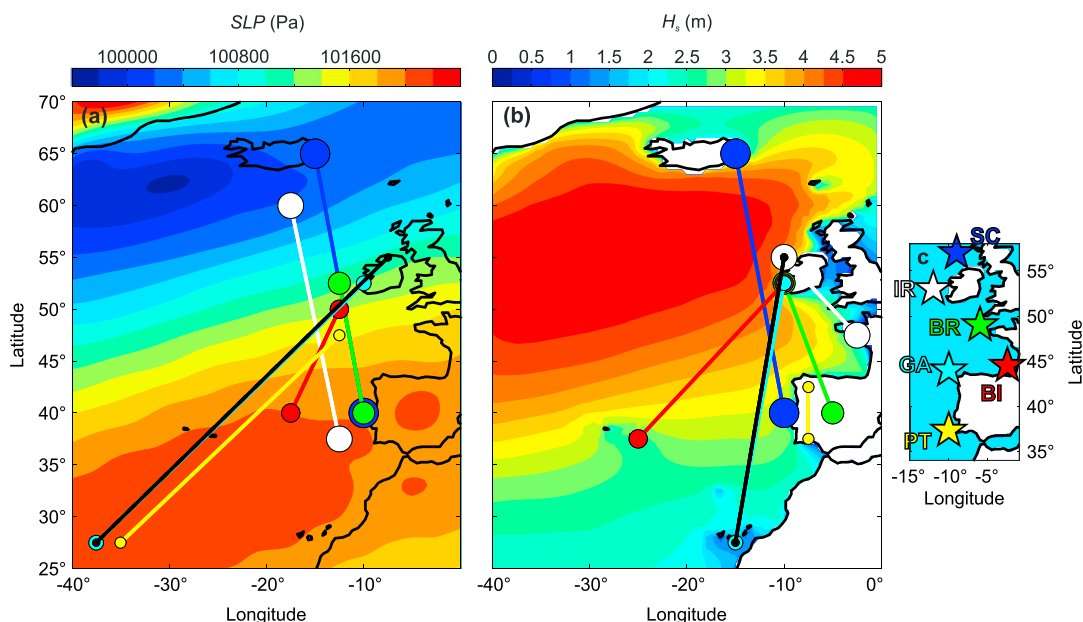 SLP (Pa)
100000 100800 101600
(a)
70°
65°
60°
55°
50°
45°
40°
35°
30°
25°
Latitude
-40 -30° -20° -10°
Longitude
Hs (m)
0 0.5 1 1.5 2 2.5 3 3.5 4 4.5 5
(b)
-40° -30° -20° -10° 0°
Longitude
c
SC
IR
BR
GA
BI
PT
55°
50°
45°
40°
35°
Latitude
-15° -10° -5°
Longitude